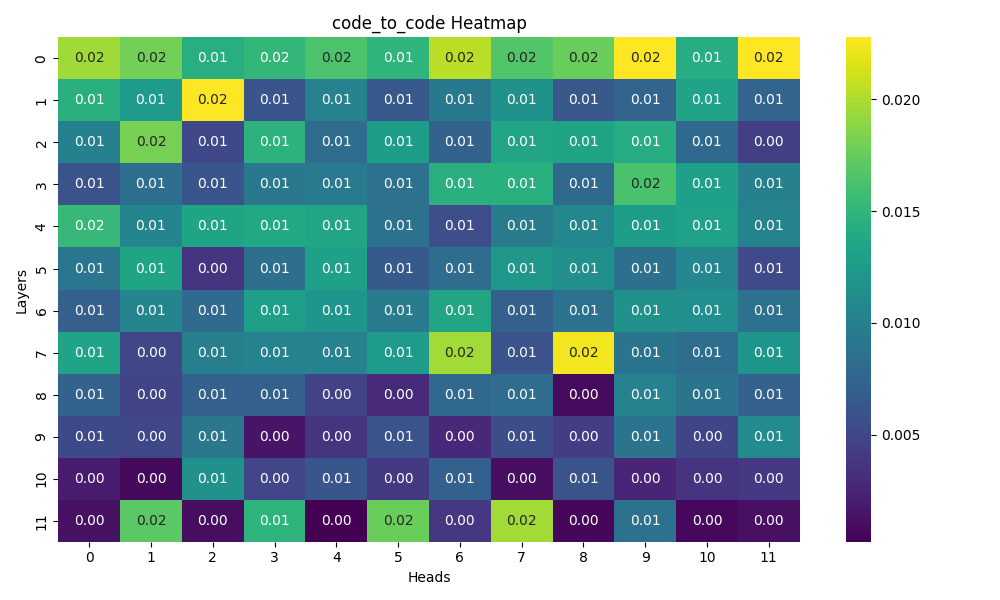 code_to_code Heatmap
0 0.02 0.02 0.01 0.02 0.02 0.01 0.02 0.02 0.02 0.02 0.01 0.02
1 0.01 0.01 0.02 0.01 0.01 0.01 0.01 0.01 0.01 0.01 0.01 0.01
2 0.01 0.02 0.01 0.01 0.01 0.01 0.01 0.01 0.01 0.01 0.01 0.00
3 0.01 0.01 0.01 0.01 0.01 0.01 0.01 0.01 0.01 0.02 0.01 0.01
4 0.02 0.01 0.01 0.01 0.01 0.01 0.01 0.01 0.01 0.01 0.01 0.01
5 0.01 0.01 0.00 0.01 0.01 0.01 0.01 0.01 0.01 0.01 0.01 0.01
6 0.01 0.01 0.01 0.01 0.01 0.01 0.01 0.01 0.01 0.01 0.01 0.01
7 0.01 0.00 0.01 0.01 0.01 0.01 0.02 0.01 0.02 0.01 0.01 0.01
8 0.01 0.00 0.01 0.01 0.00 0.00 0.01 0.01 0.00 0.01 0.01 0.01
9 0.01 0.00 0.01 0.00 0.00 0.01 0.00 0.01 0.00 0.01 0.00 0.01
10 0.00 0.00 0.01 0.00 0.01 0.00 0.01 0.00 0.01 0.00 0.00 0.00
11 0.00 0.02 0.00 0.01 0.00 0.02 0.00 0.02 0.00 0.01 0.00 0.00
0 1 2 3 4 5 6 7 8 9 10 11
Heads
Layers
0.020
0.015
0.010
0.005